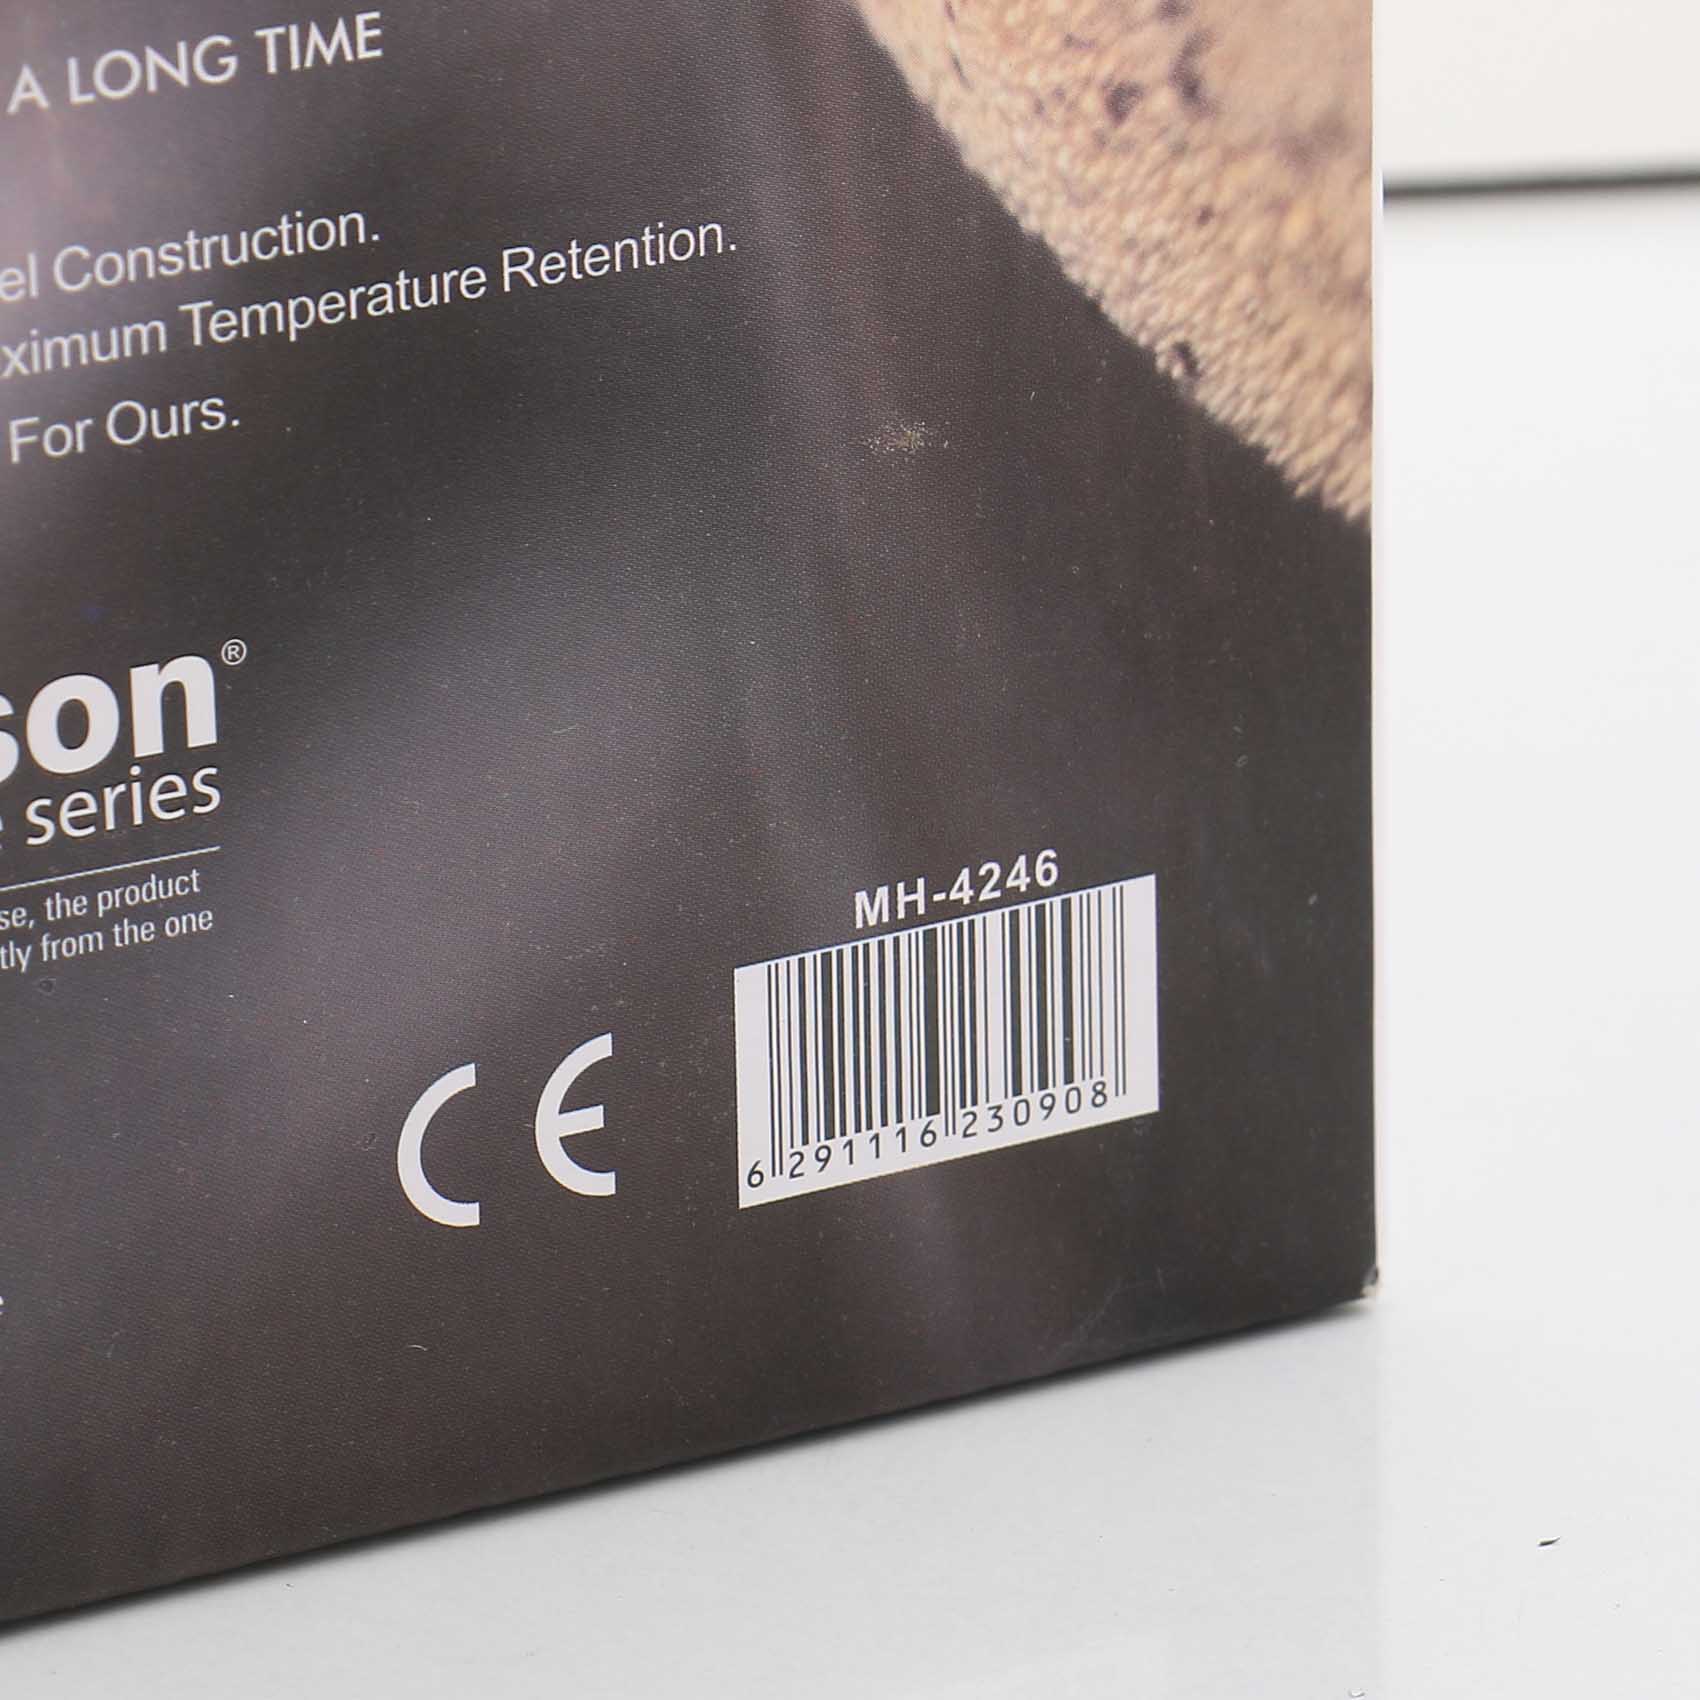 A LONG TIME
el Construction.
ximum Temperature Retention.
For Ours.
son®
series
se, the product
tly from the one
MH-4246
CE
6 291116 230908